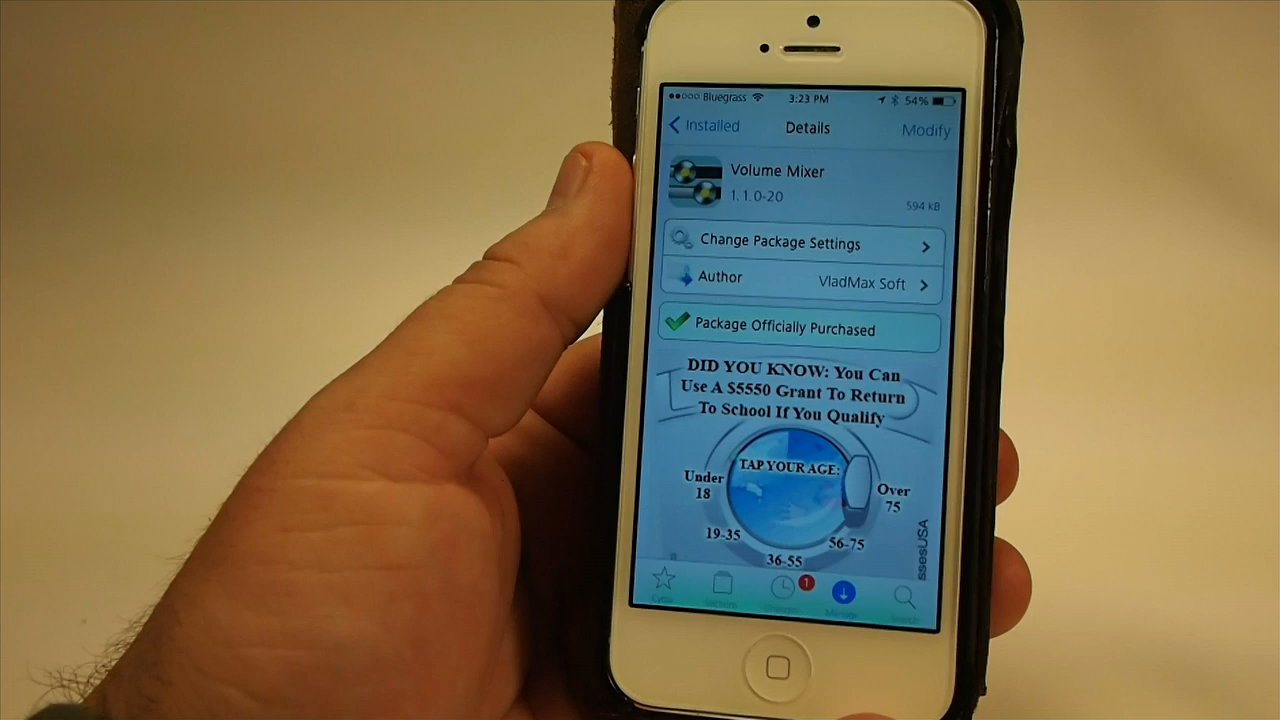 Bluegrass 3:23 PM 54%
Installed Details Modify
Volume Mixer
1.1.0-20
594 kB
Change Package Settings
Author VladMax Soft
Package Officially Purchased
DID YOU KNOW: You Can
Use A $5550 Grant To Return
To School If You Qualify
TAP YOUR AGE:
Under
18
Over
75
19-35
56-75
36-55
ssesUSA
1